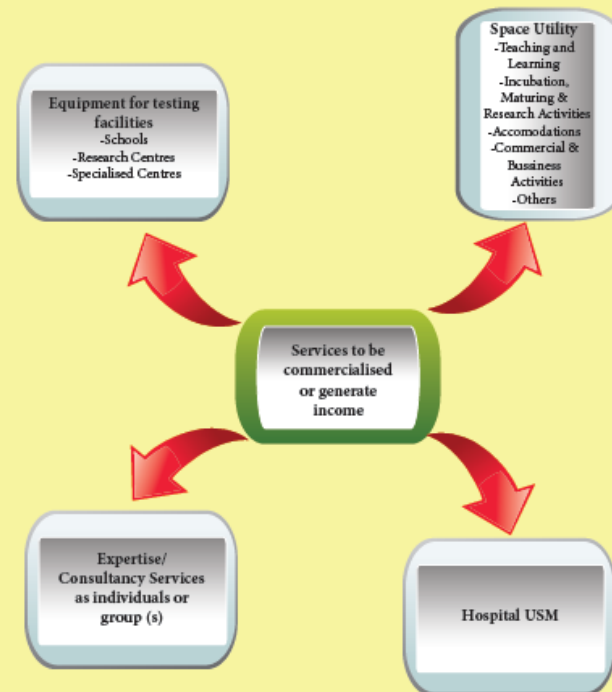 Equipment for testing
facilities
-Schools
-Research Centres
-Specialised Centres
Space Utility
-Teaching and
Learning
-Incubation,
Maturing &
Research Activities
-Accomodations
-Commercial &
Bussiness
Activities
-Others
Services to be
commercialised
or generate
income
Expertise/
Consultancy Services
as individuals or
group (s)
Hospital USM